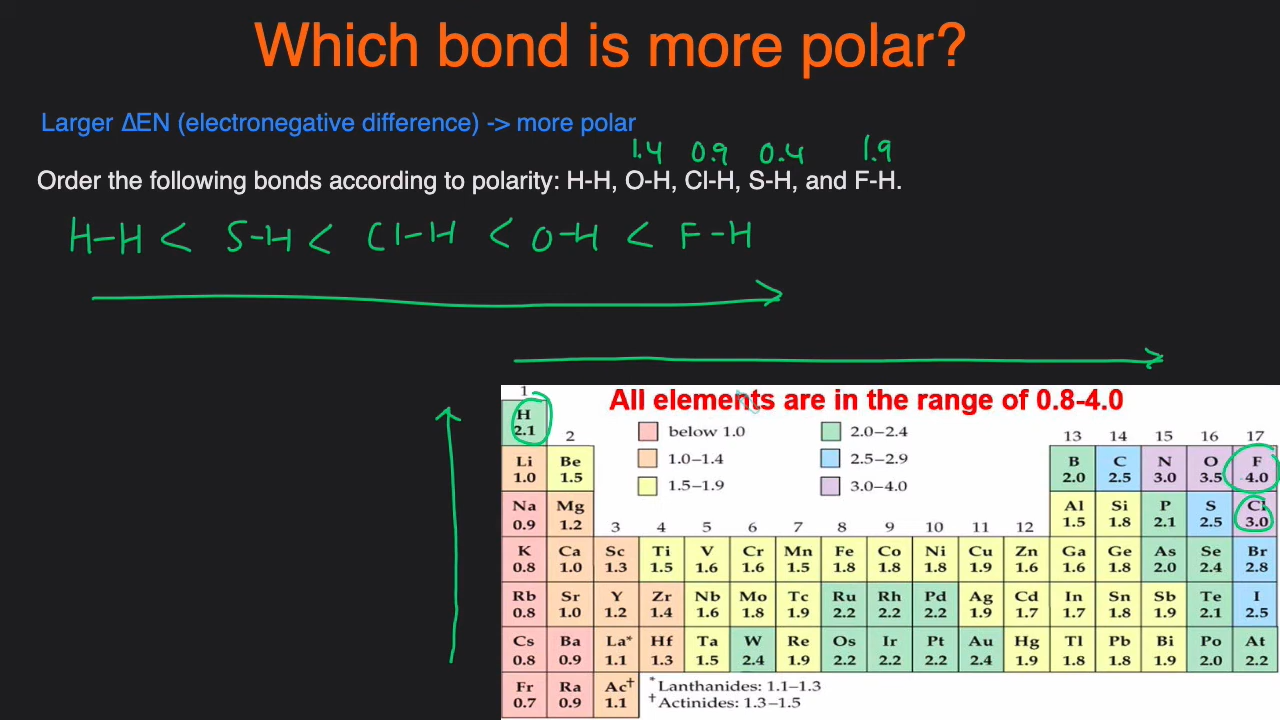 Which bond is more polar?
Larger ΔEN (electronegative difference) -> more polar
1.4 0.9 0.4 1.9
Order the following bonds according to polarity: H-H, O-H, Cl-H, S-H, and F-H.
H-H < S-H < Cl-H < O-H < F-H
All elements are in the range of 0.8-4.0
1
H
2.1
below 1.0 2.0–2.4
1.0–1.4 2.5–2.9
1.5–1.9 3.0–4.0
2 13 14 15 16 17
Li Be B C N O F
1.0 1.5 2.0 2.5 3.0 3.5 4.0
Na Mg Al Si P S Cl
0.9 1.2 1.5 1.8 2.1 2.5 3.0
3 4 5 6 7 8 9 10 11 12
K Ca Sc Ti V Cr Mn Fe Co Ni Cu Zn Ga Ge As Se Br
0.8 1.0 1.3 1.5 1.6 1.6 1.5 1.8 1.8 1.8 1.9 1.6 1.6 1.8 2.0 2.4 2.8
Rb Sr Y Zr Nb Mo Tc Ru Rh Pd Ag Cd In Sn Sb Te I
0.8 1.0 1.2 1.4 1.6 1.8 1.9 2.2 2.2 2.2 1.9 1.7 1.7 1.8 1.9 2.1 2.5
Cs Ba La* Hf Ta W Re Os Ir Pt Au Hg Tl Pb Bi Po At
0.8 0.9 1.1 1.3 1.5 2.4 1.9 2.2 2.2 2.2 2.4 1.9 1.8 1.8 1.9 2.0 2.2
Fr Ra Ac†
0.7 0.9 1.1
*Lanthanides: 1.1–1.3
†Actinides: 1.3–1.5